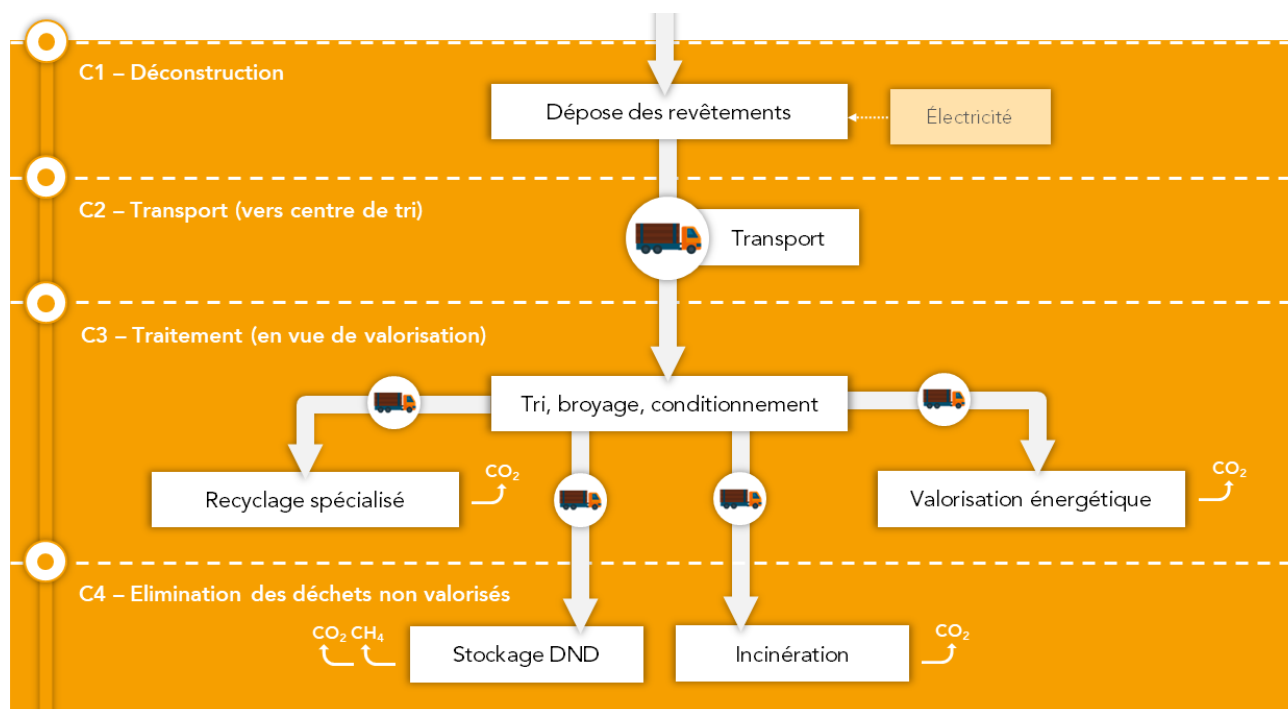 C1 – Déconstruction
Dépose des revêtements
Électricité
C2 – Transport (vers centre de tri)
Transport
C3 – Traitement (en vue de valorisation)
Tri, broyage, conditionnement
Recyclage spécialisé
CO₂
Valorisation énergétique
CO₂
C4 – Elimination des déchets non valorisés
CO₂ CH₄
Stockage DND
Incinération
CO₂